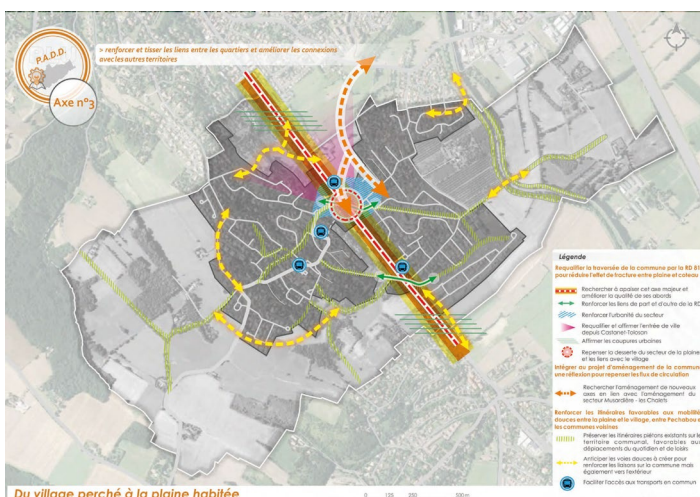 P.A.D.D.
Axe n°3
> renforcer et tisser les liens entre les quartiers et améliorer les connexions
avec les autres territoires
Légende
Requalifier la traversée de la commune par la RD 813
pour réduire l'effet de fracture entre plaine et coteau
Rechercher à apaiser cet axe majeur et
améliorer la qualité de ses abords
Renforcer les liens de part et d'autre de la RD
Renforcer l'urbanité du secteur
Requalifier et affirmer l'entrée de ville
depuis Castanet-Tolosan
Affirmer les coupures urbaines
Repenser la desserte du secteur de la plaine
et les liens avec le village
Intégrer au projet d'aménagement de la commune
une réflexion pour repenser les flux de circulation
Rechercher l'aménagement de nouveaux
axes en lien avec l'aménagement du
secteur Musardière - les Chalets
Renforcer les itinéraires favorables aux mobilités
douces entre la plaine et le village, entre Pechabou et
les communes voisines
Préserver les itinéraires piétons existants sur le
territoire communal, favorables aux
déplacements du quotidien et de loisirs
Anticiper les voies douces à créer pour
renforcer les liaisons sur la commune mais
également vers l'extérieur
Faciliter l'accès aux transports en commun
Du village perché à la plaine habitée
0 125 250 500 m